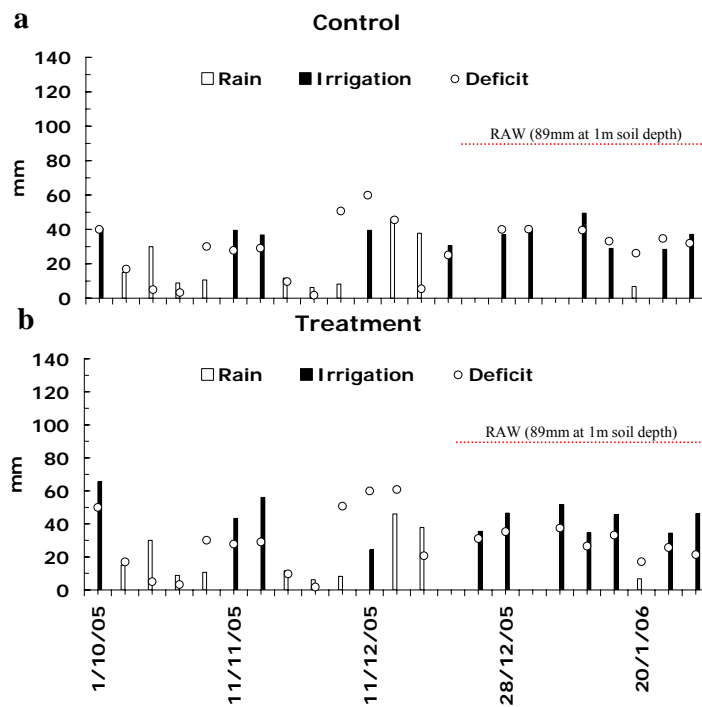 a
Control
140
120
100
80
60
40
20
0
mm
Rain Irrigation Deficit
RAW (89mm at 1m soil depth)
b
Treatment
140
120
100
80
60
40
20
0
mm
Rain Irrigation Deficit
RAW (89mm at 1m soil depth)
1/10/05
11/11/05
11/12/05
28/12/05
20/1/06